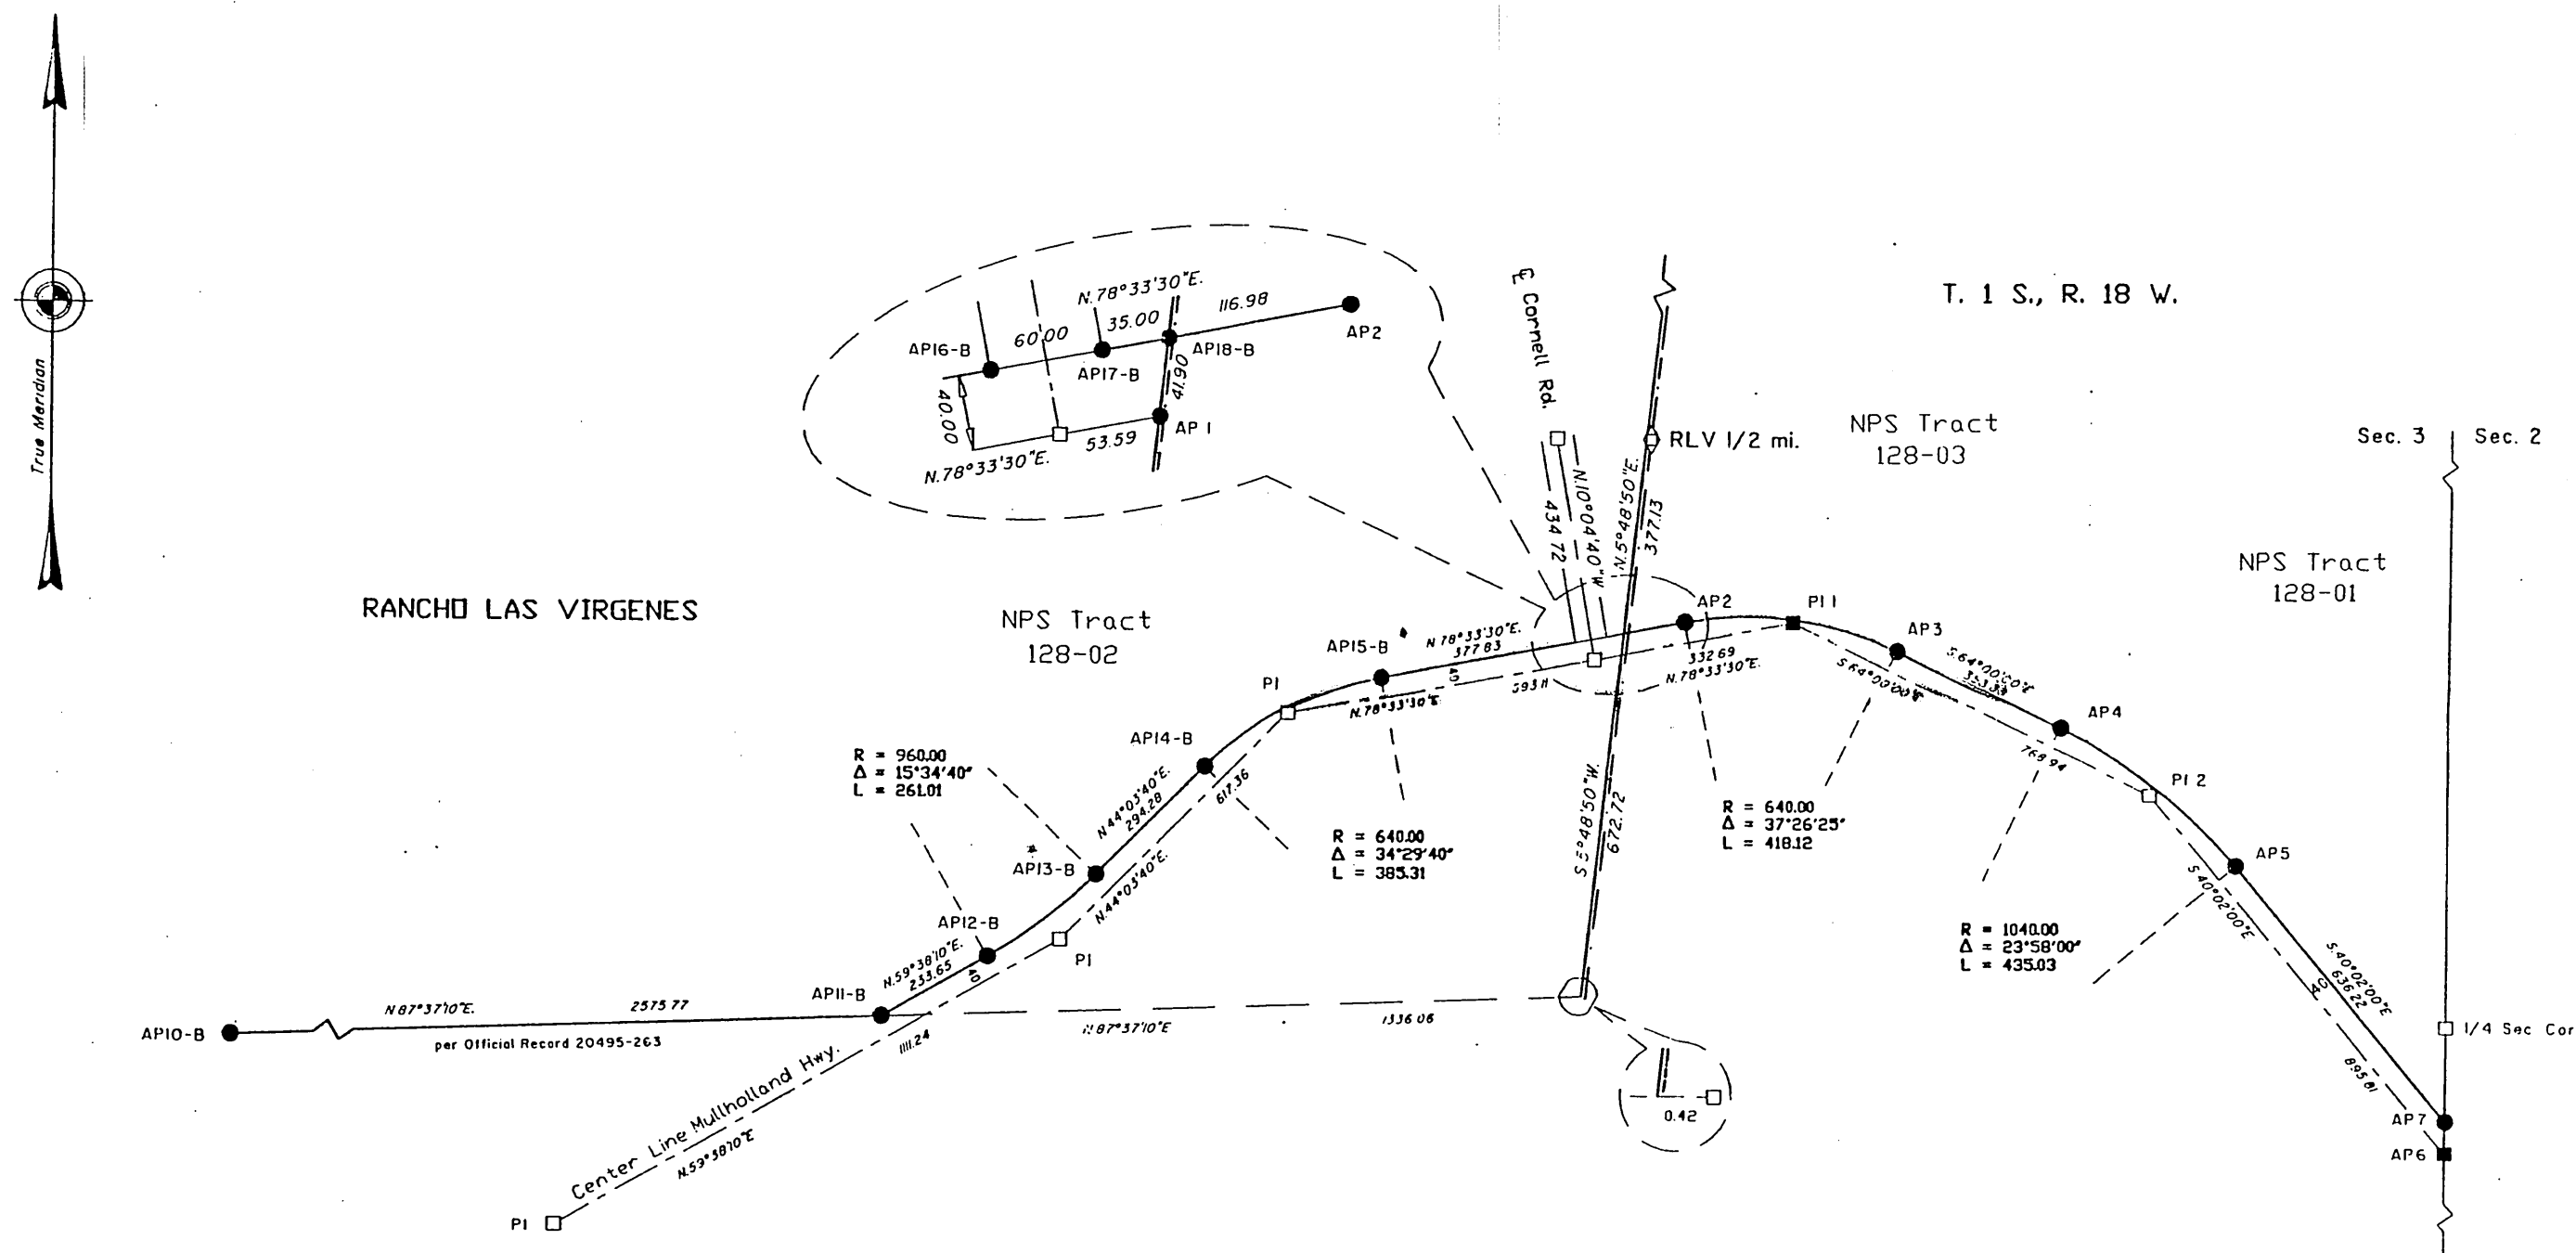 True Meridian
RANCHO LAS VIRGENES
T. 1 S., R. 18 W.
NPS Tract
128-02
NPS Tract
128-03
NPS Tract
128-01
Sec. 3
Sec. 2
N.78°33'30"E.
116.98
35.00
60.00
AP2
AP16-B
AP17-B
AP18-B
41.90
40.00
AP 1
53.59
N.78°33'30"E.
℄ Cornell Rd.
434.72
N.10°04'40"W.
N.5°48'50"E.
377.13
RLV 1/2 mi.
AP2
PI 1
AP3
S.64°00'00"E
S.64°00'00"E
AP4
768.94
PI 2
AP5
S.40°02'00"E
S.40°02'00"E
636.22
40
895.81
1/4 Sec Cor
AP7
AP6
332.69
N.78°33'30"E.
593.11
N.78°33'30"E.
377.83
40
N.78°33'30"E
AP15-B
PI
AP14-B
617.36
N.44°03'40"E.
294.28
N.44°03'40"E.
AP13-B
AP12-B
PI
N.59°38'10"E.
233.65
40
AP11-B
R = 960.00
Δ = 15°34'40"
L = 261.01
R = 640.00
Δ = 34°29'40"
L = 385.31
R = 640.00
Δ = 37°26'25"
L = 418.12
R = 1040.00
Δ = 23°58'00"
L = 435.03
S 5°48'50"W.
672.72
AP10-B
N 87°37'10"E.
2575.77
per Official Record 20495-263
N 87°37'10"E
1336.06
0.42
1111.24
Center Line Mullholland Hwy.
N.59°38'10"E
PI